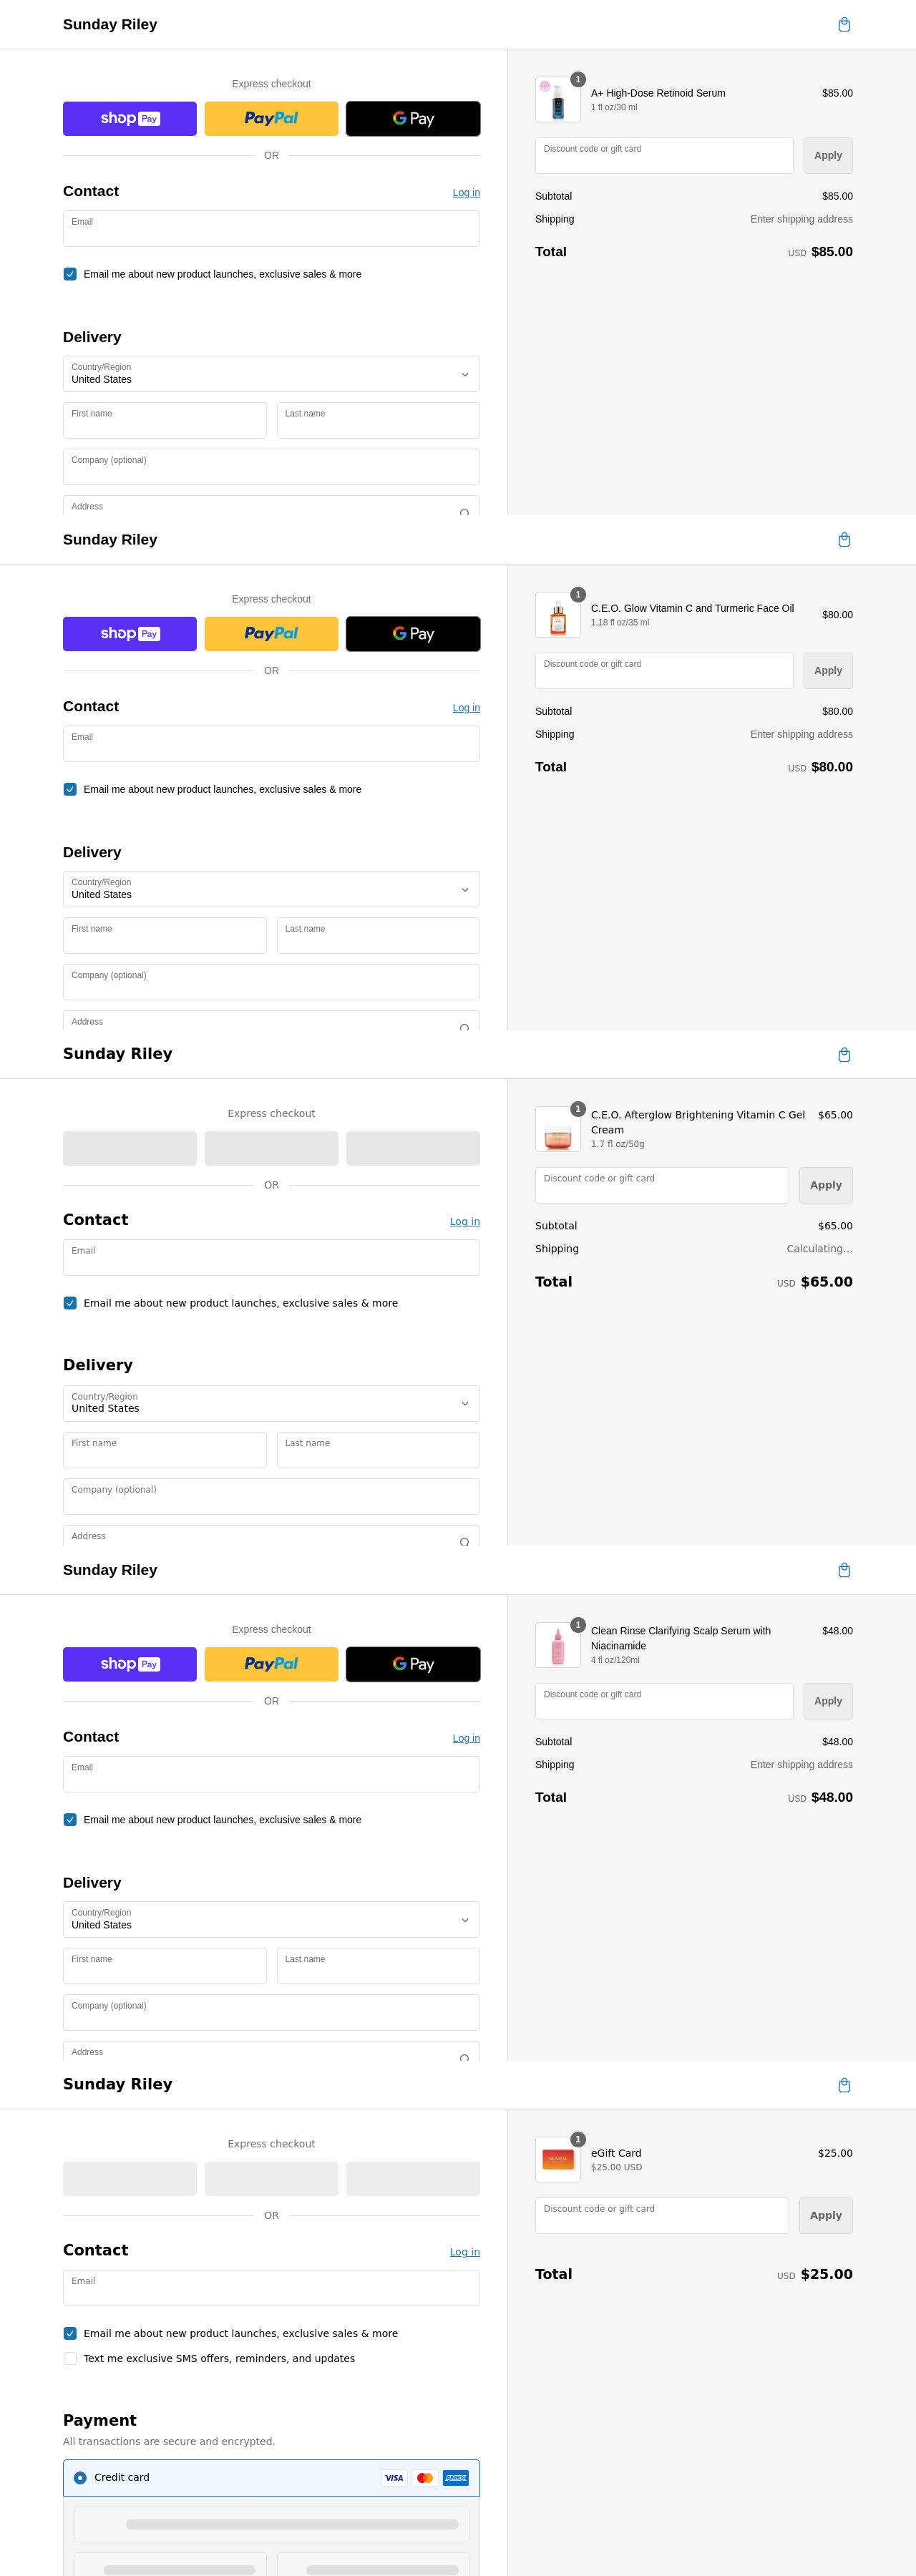 Sunday Riley
Express checkout
shop Pay
PayPal
G Pay
OR
Contact
Log in
Email
Email me about new product launches, exclusive sales & more
Delivery
Country/Region
United States
First name
Last name
Company (optional)
Address
1
A+ High-Dose Retinoid Serum
$85.00
1 fl oz/30 ml
Discount code or gift card
Apply
Subtotal
$85.00
Shipping
Enter shipping address
Total
USD $85.00
Sunday Riley
Express checkout
shop Pay
PayPal
G Pay
OR
Contact
Log in
Email
Email me about new product launches, exclusive sales & more
Delivery
Country/Region
United States
First name
Last name
Company (optional)
Address
1
C.E.O. Glow Vitamin C and Turmeric Face Oil
$80.00
1.18 fl oz/35 ml
Discount code or gift card
Apply
Subtotal
$80.00
Shipping
Enter shipping address
Total
USD $80.00
Sunday Riley
Express checkout
OR
Contact
Log in
Email
Email me about new product launches, exclusive sales & more
Delivery
Country/Region
United States
First name
Last name
Company (optional)
Address
1
C.E.O. Afterglow Brightening Vitamin C Gel
Cream
$65.00
1.7 fl oz/50g
Discount code or gift card
Apply
Subtotal
$65.00
Shipping
Calculating...
Total
USD $65.00
Sunday Riley
Express checkout
shop Pay
PayPal
G Pay
OR
Contact
Log in
Email
Email me about new product launches, exclusive sales & more
Delivery
Country/Region
United States
First name
Last name
Company (optional)
Address
1
Clean Rinse Clarifying Scalp Serum with
Niacinamide
$48.00
4 fl oz/120ml
Discount code or gift card
Apply
Subtotal
$48.00
Shipping
Enter shipping address
Total
USD $48.00
Sunday Riley
Express checkout
OR
Contact
Log in
Email
Email me about new product launches, exclusive sales & more
Text me exclusive SMS offers, reminders, and updates
Payment
All transactions are secure and encrypted.
Credit card
VISA
AMEX
1
eGift Card
$25.00
$25.00 USD
Discount code or gift card
Apply
Total
USD $25.00